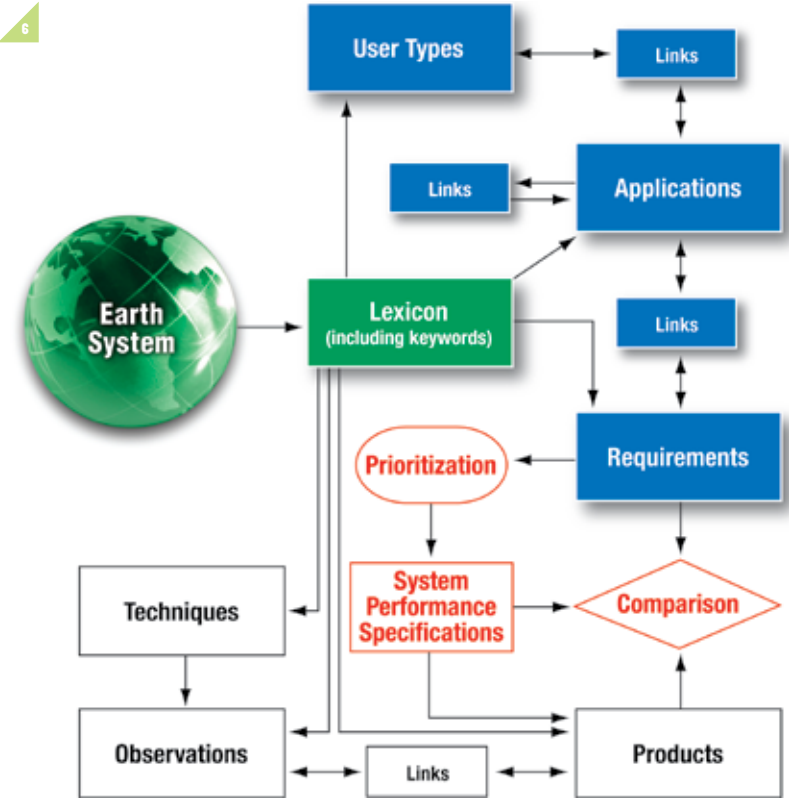 6
User Types
Links
Applications
Links
Earth
System
Lexicon
(including keywords)
Links
Requirements
Prioritization
System
Performance
Specifications
Comparison
Techniques
Observations
Links
Products